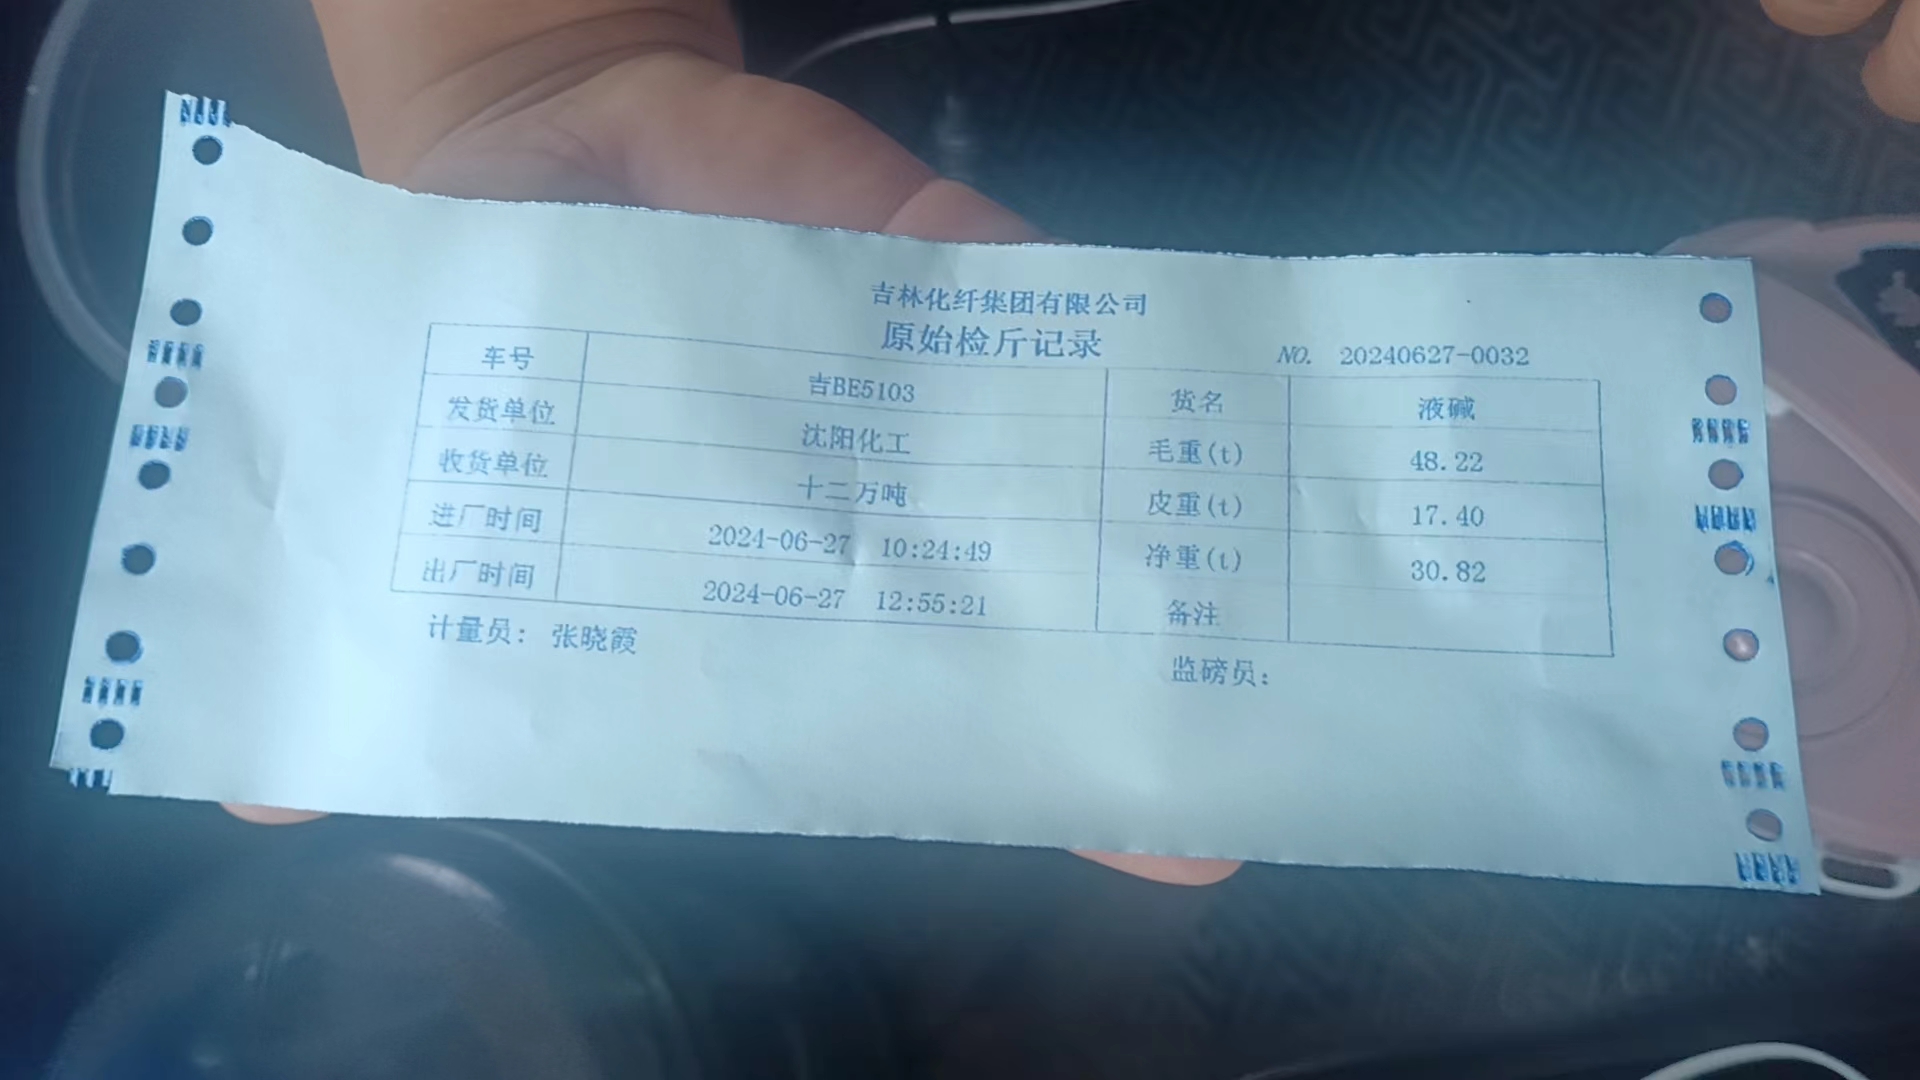 吉林化纤集团有限公司
原始检斤记录
NO. 20240627-0032
车号 吉BE5103 货名 液碱
发货单位 沈阳化工 毛重(t) 48.22
收货单位 十二万吨 皮重(t) 17.40
进厂时间 2024-06-27 10:24:49 净重(t) 30.82
出厂时间 2024-06-27 12:55:21 备注
计量员: 张晓霞 监磅员: